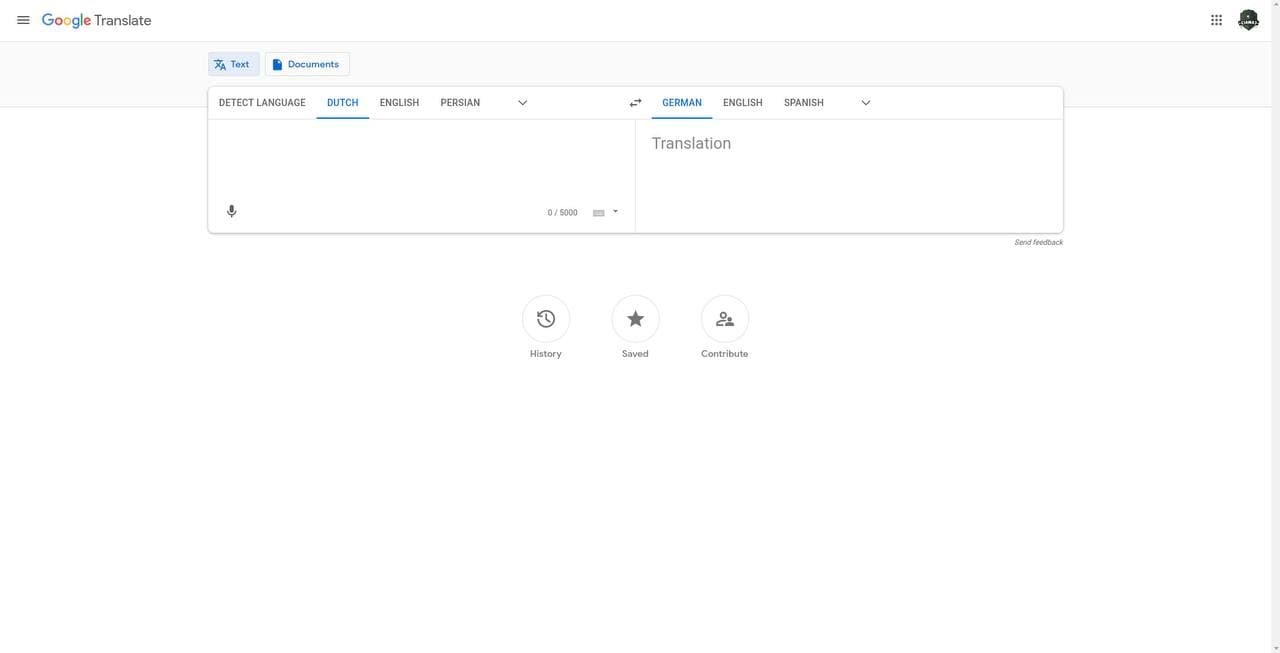 Google Translate
Text
Documents
DETECT LANGUAGE DUTCH ENGLISH PERSIAN
GERMAN ENGLISH SPANISH
Translation
0 / 5000
Send feedback
History
Saved
Contribute